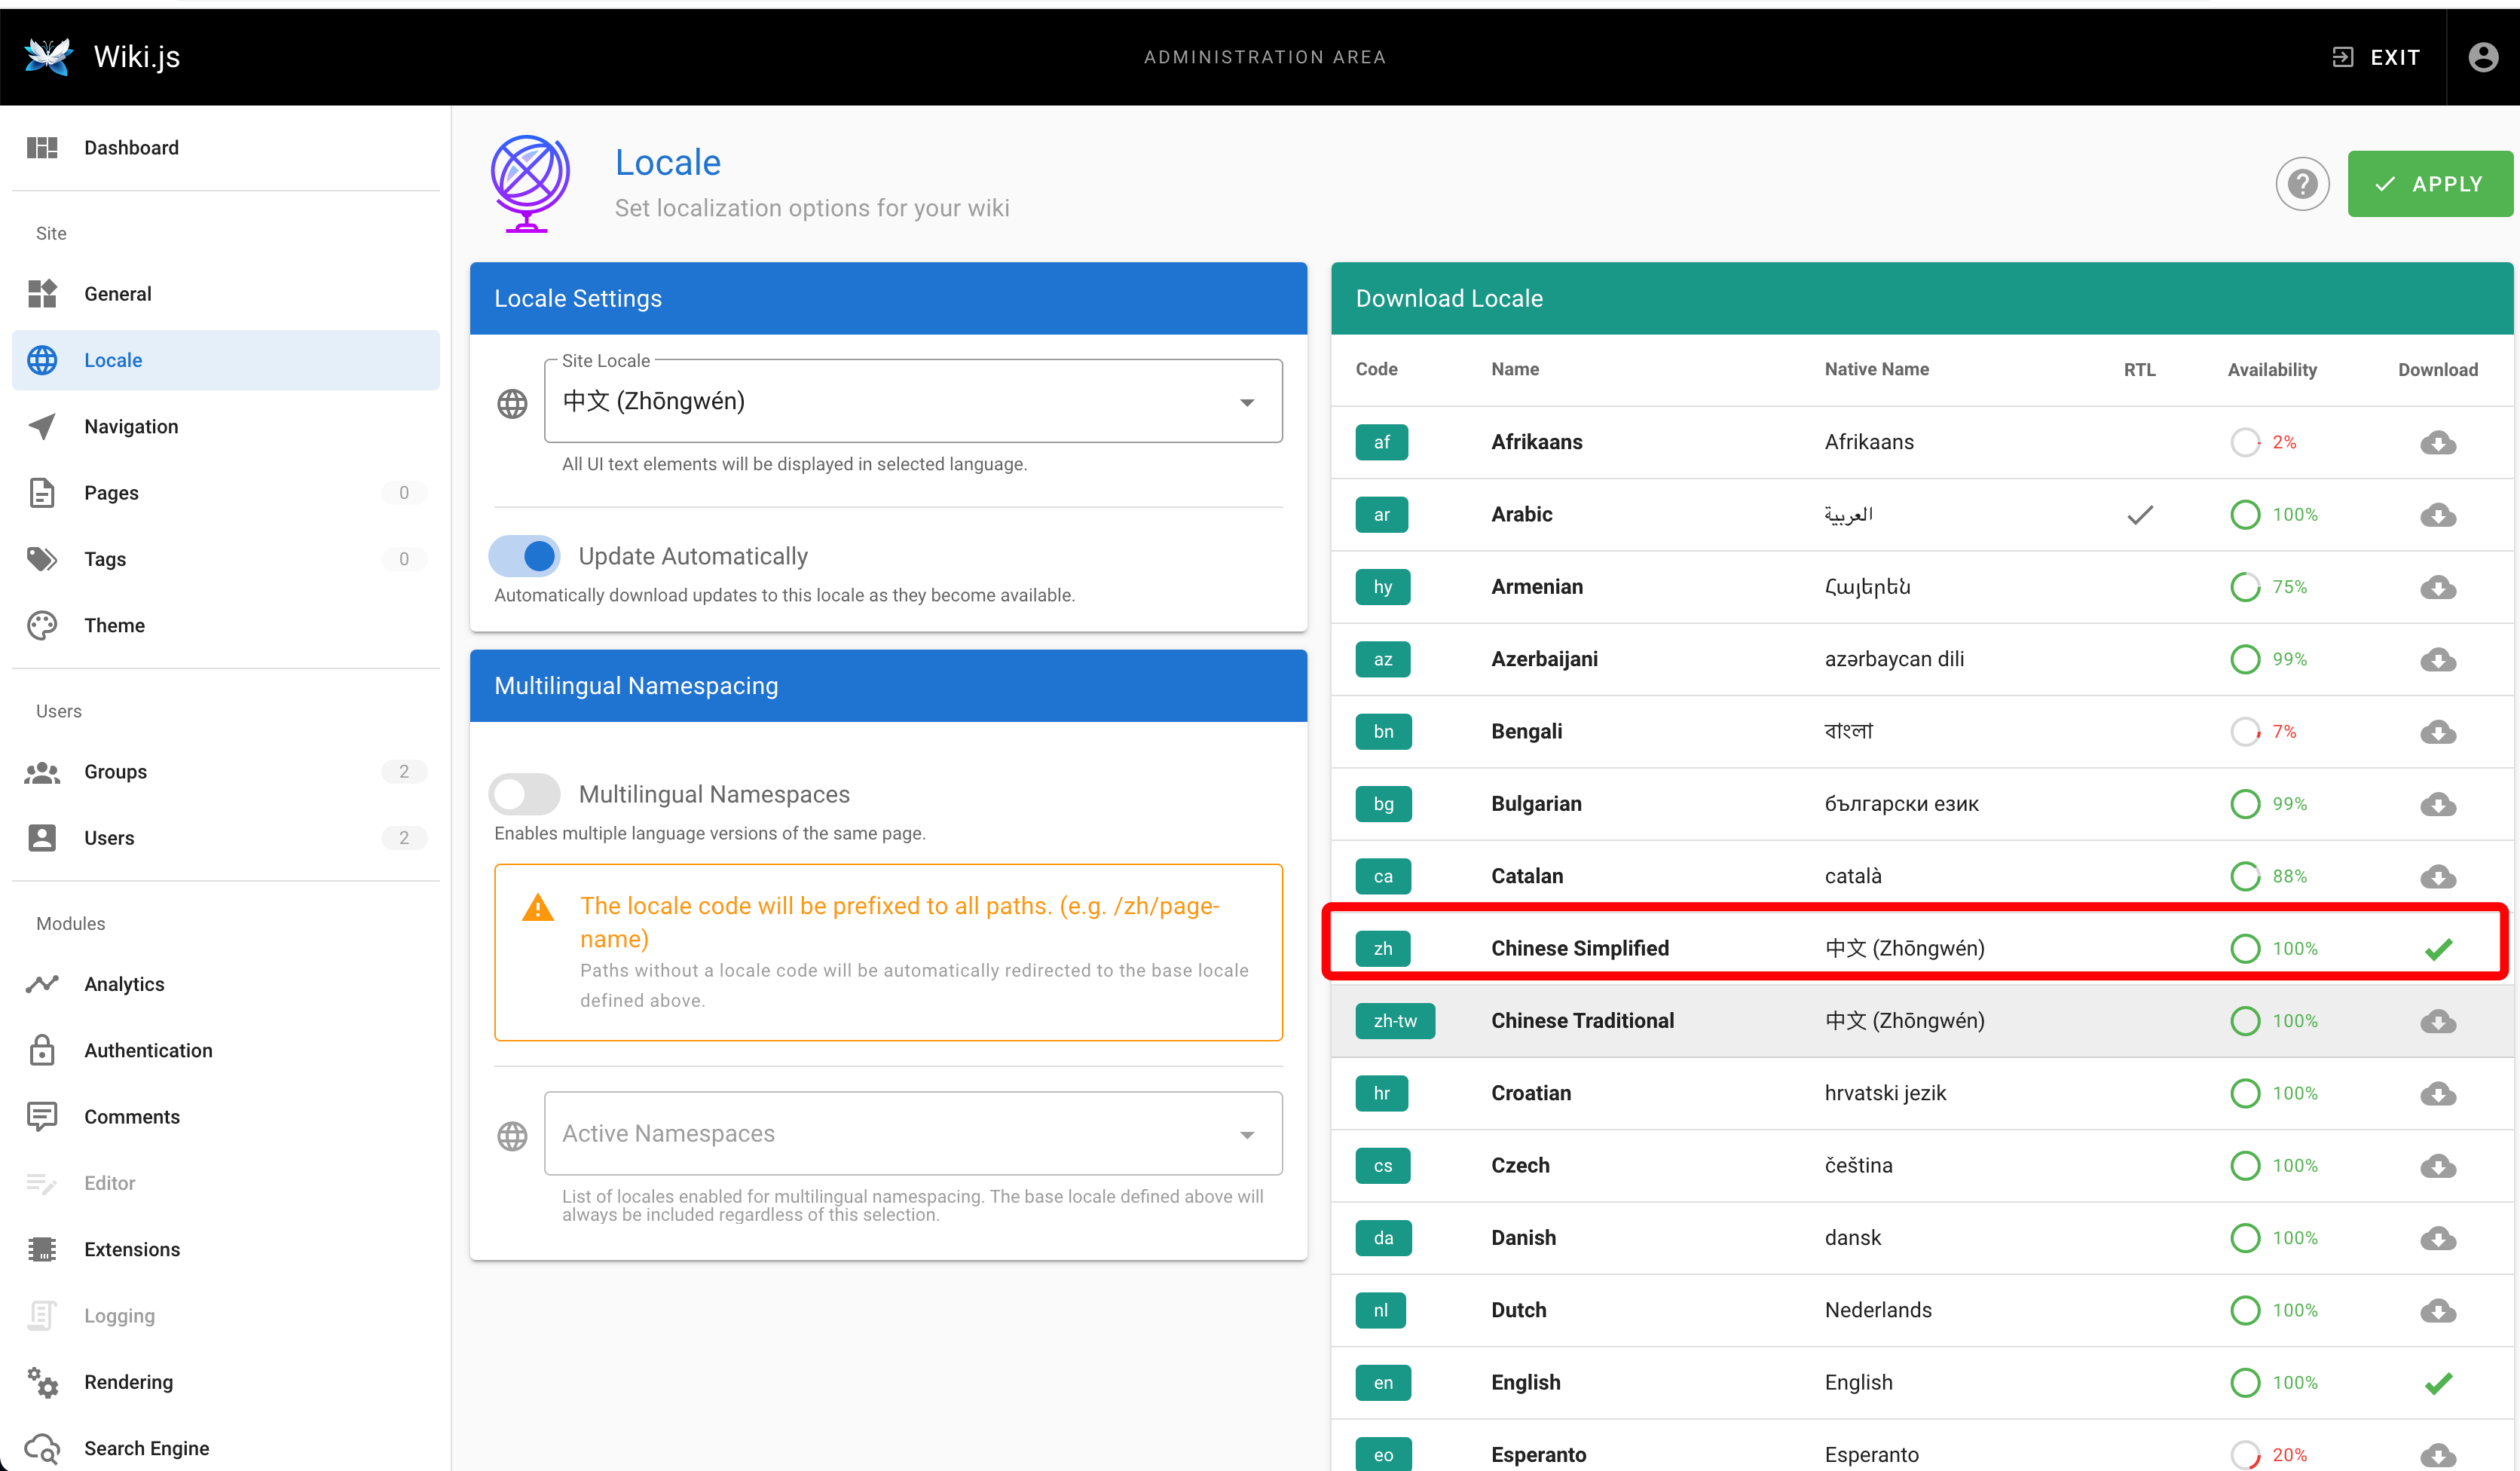 Wiki.js
ADMINISTRATION AREA
EXIT
Dashboard
Site
General
Locale
Navigation
Pages 0
Tags 0
Theme
Users
Groups 2
Users 2
Modules
Analytics
Authentication
Comments
Editor
Extensions
Logging
Rendering
Search Engine
Locale
Set localization options for your wiki
APPLY
Locale Settings
Site Locale
中文 (Zhōngwén)
All UI text elements will be displayed in selected language.
Update Automatically
Automatically download updates to this locale as they become available.
Multilingual Namespacing
Multilingual Namespaces
Enables multiple language versions of the same page.
The locale code will be prefixed to all paths. (e.g. /zh/page-
name)
Paths without a locale code will be automatically redirected to the base locale
defined above.
Active Namespaces
List of locales enabled for multilingual namespacing. The base locale defined above will
always be included regardless of this selection.
Download Locale
Code Name Native Name RTL Availability Download
af Afrikaans Afrikaans 2%
ar Arabic العربية 100%
hy Armenian Հայերեն 75%
az Azerbaijani azərbaycan dili 99%
bn Bengali বাংলা 7%
bg Bulgarian български език 99%
ca Catalan català 88%
zh Chinese Simplified 中文 (Zhōngwén) 100%
zh-tw Chinese Traditional 中文 (Zhōngwén) 100%
hr Croatian hrvatski jezik 100%
cs Czech čeština 100%
da Danish dansk 100%
nl Dutch Nederlands 100%
en English English 100%
eo Esperanto Esperanto 20%